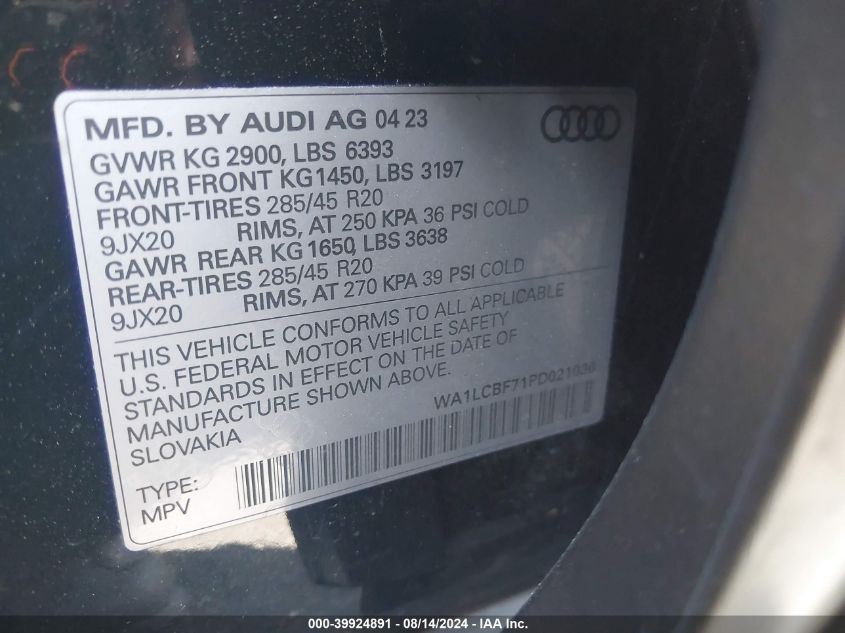 MFD. BY AUDI AG 04 23
GVWR KG 2900, LBS 6393
GAWR FRONT KG1450, LBS 3197
FRONT-TIRES 285/45 R20
9JX20 RIMS, AT 250 KPA 36 PSI COLD
GAWR REAR KG 1650, LBS 3638
REAR-TIRES 285/45 R20
9JX20 RIMS, AT 270 KPA 39 PSI COLD
THIS VEHICLE CONFORMS TO ALL APPLICABLE
U.S. FEDERAL MOTOR VEHICLE SAFETY
STANDARDS IN EFFECT ON THE DATE OF
MANUFACTURE SHOWN ABOVE.
SLOVAKIA WA1LCBF71PD021036
TYPE:
MPV
000-39924891 - 08/14/2024 - IAA Inc.